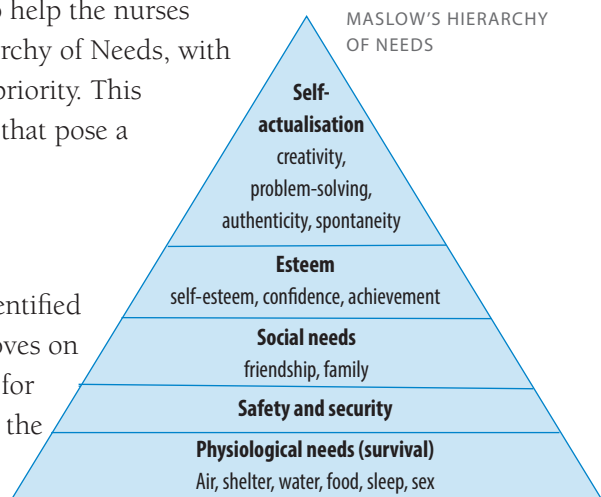 o help the nurses
rchy of Needs, with
priority. This
that pose a
entified
oves on
for
the
MASLOW'S HIERARCHY
OF NEEDS
Self-
actualisation
creativity,
problem-solving,
authenticity, spontaneity
Esteem
self-esteem, confidence, achievement
Social needs
friendship, family
Safety and security
Physiological needs (survival)
Air, shelter, water, food, sleep, sex